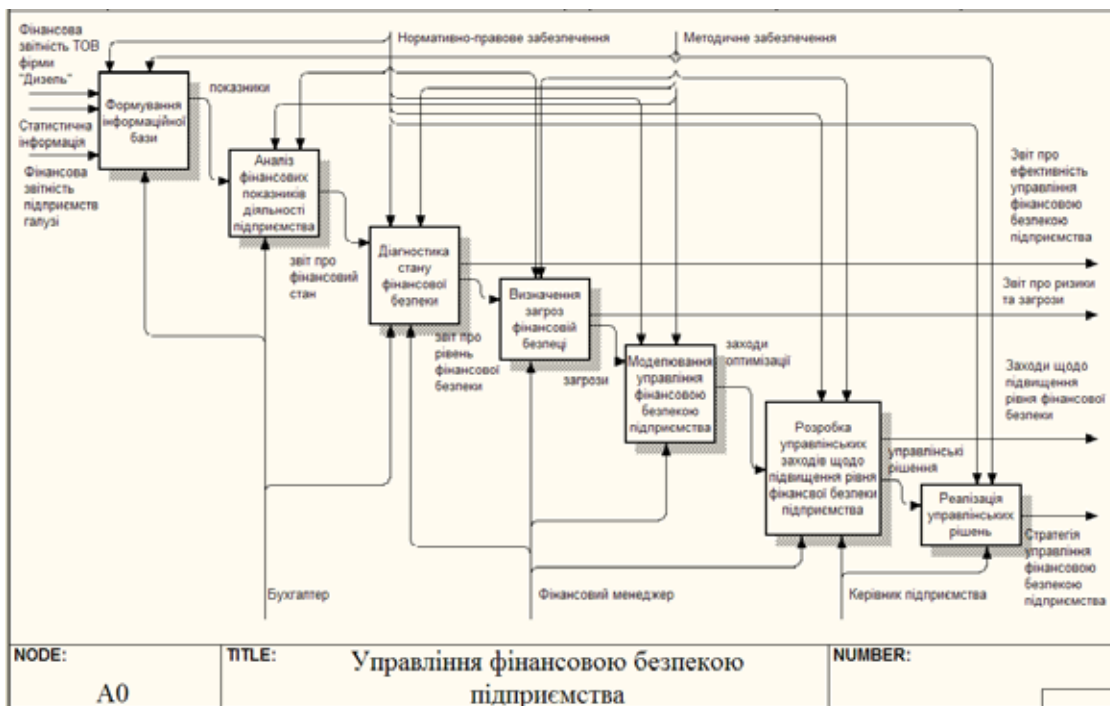 Фінансова
звітність ТОВ
фірми
"Дизель"
Статистична
інформація
Фінансова
звітність
підприємств
галузі
Нормативно-правове забезпечення
Методичне забезпечення
Формування
інформаційної
бази
показники
Аналіз
фінансових
показників
діяльності
підприємства
звіт про
фінансовий
стан
Діагностика
стану
фінансової
безпеки
звіт про
рівень
фінансової
безпеки
Визначення
загроз
фінансовій
безпеці
загрози
Моделювання
управління
фінансовою
безпекою
підприємства
заходи
оптимізації
Розробка
управлінських
заходів щодо
підвищення рівня
фінансвої безпеки
підприємства
управлінські
рішення
Реалізація
управлінських
рішень
Звіт про
ефективність
управління
фінансовою
безпекою
підприємства
Звіт про ризики
та загрози
Заходи щодо
підвищення
рівня фінансової
безпеки
Стратегія
управління
фінансовою
безпекою
підприємства
Бухгалтер
Фінансовий менеджер
Керівник підприємства
NODE:
A0
TITLE:
Управління фінансовою безпекою
підприємства
NUMBER: